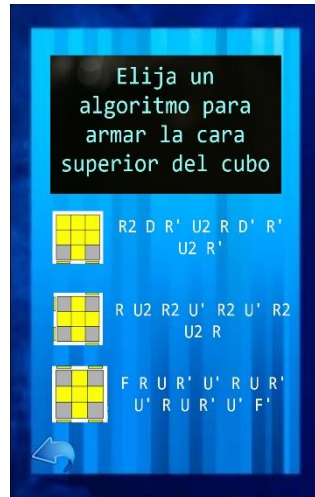 Elija un
algoritmo para
armar la cara
superior del cubo
R2 D R' U2 R D' R'
U2 R'
R U2 R2 U' R2 U' R2
U2 R
F R U R' U' R U R'
U' R U R' U' F'